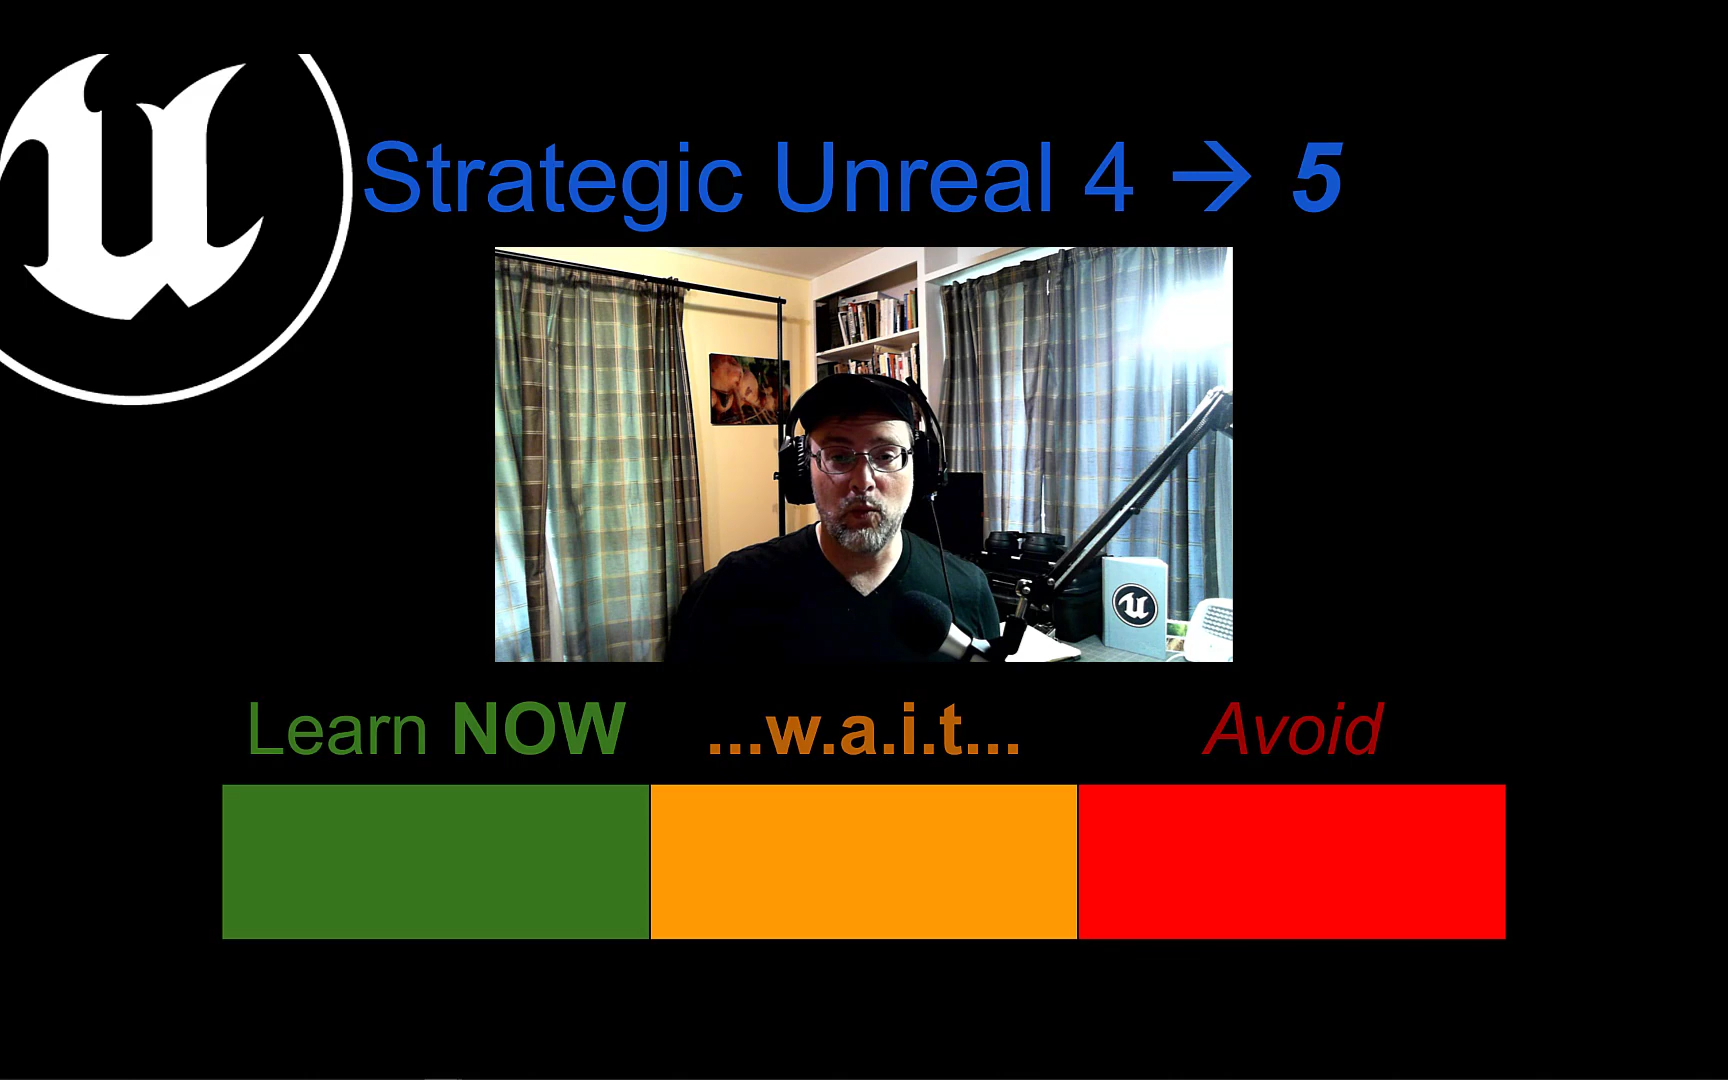 Strategic Unreal 4 → 5
Learn NOW ...w.a.i.t... Avoid